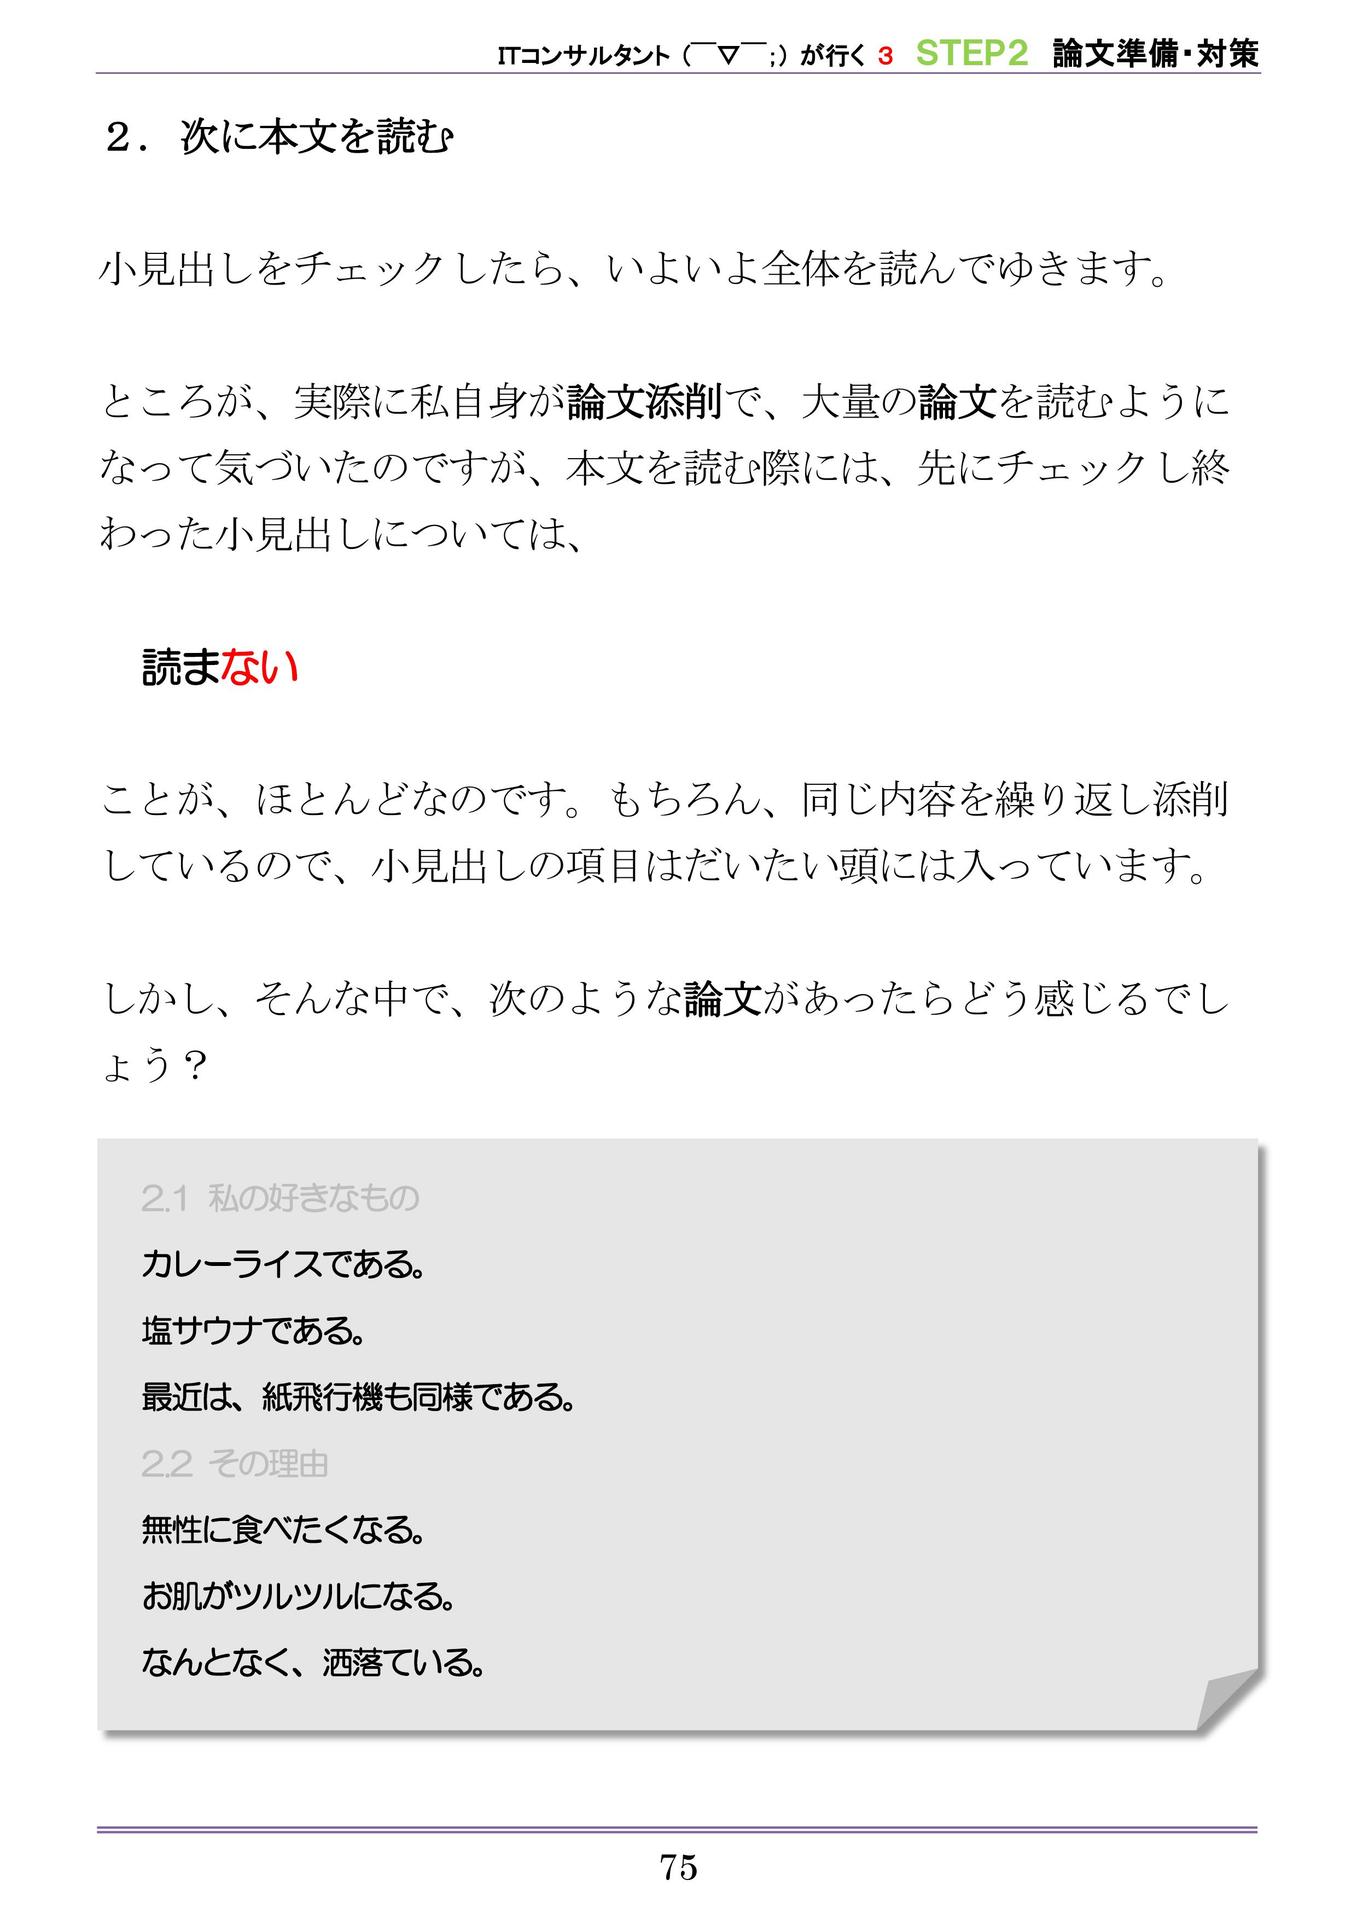 ITコンサルタント（￣▽￣；）が行く 3 STEP2 論文準備・対策
２．次に本文を読む
小見出しをチェックしたら、いよいよ全体を読んでゆきます。
ところが、実際に私自身が論文添削で、大量の論文を読むように
なって気づいたのですが、本文を読む際には、先にチェックし終
わった小見出しについては、
読まない
ことが、ほとんどなのです。もちろん、同じ内容を繰り返し添削
しているので、小見出しの項目はだいたい頭には入っています。
しかし、そんな中で、次のような論文があったらどう感じるでし
ょう？
2.1 私の好きなもの
カレーライスである。
塩サウナである。
最近は、紙飛行機も同様である。
2.2 その理由
無性に食べたくなる。
お肌がツルツルになる。
なんとなく、洒落ている。
75